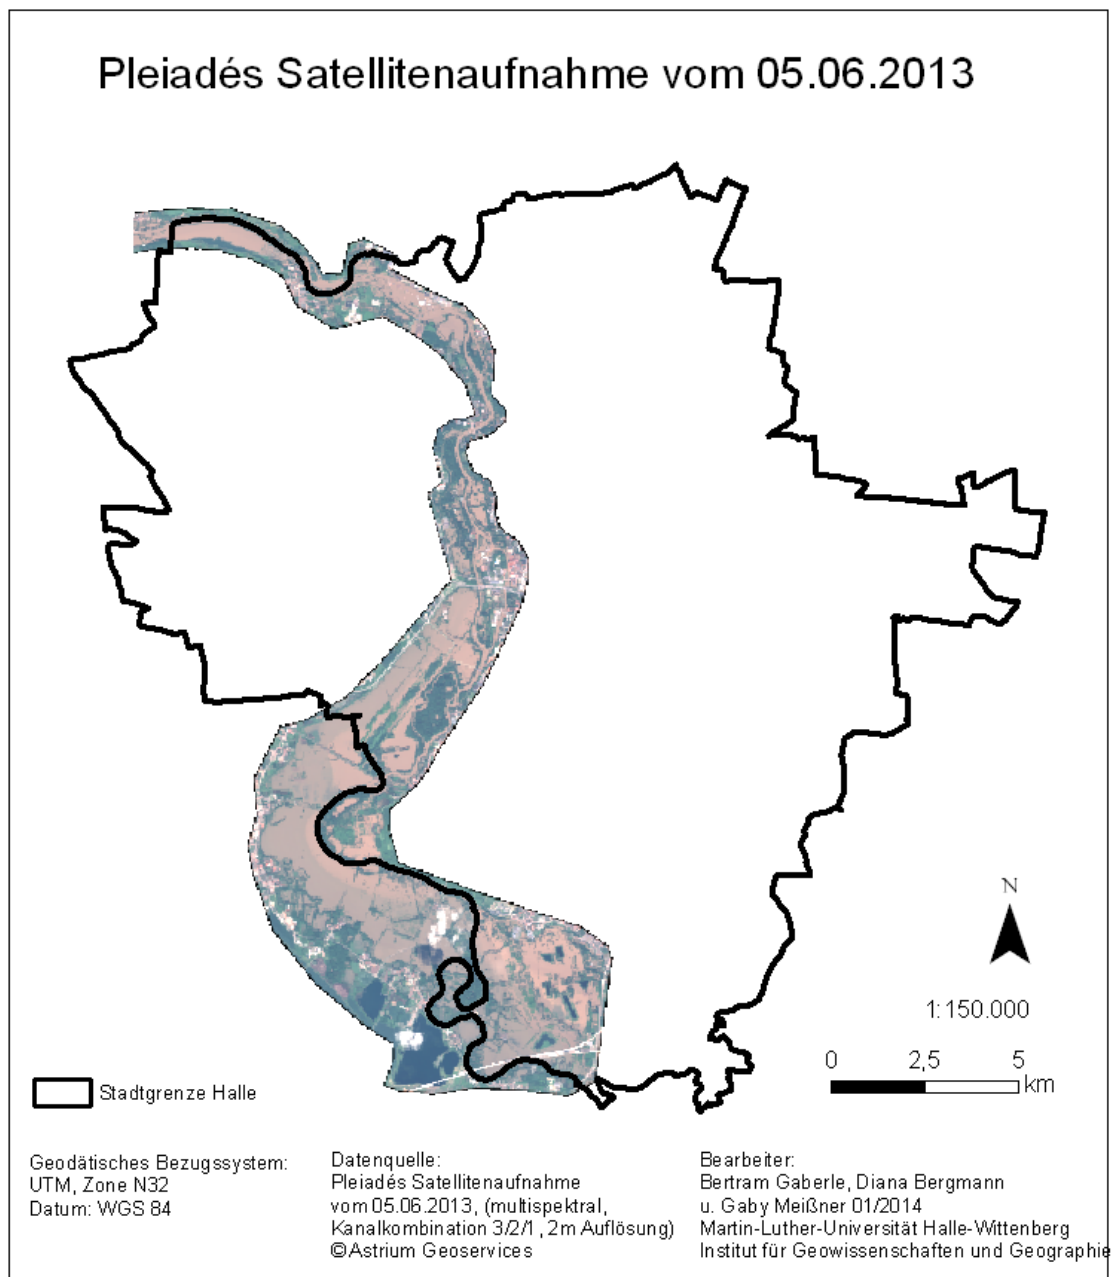 Pleiadés Satellitenaufnahme vom 05.06.2013
N
1:150.000
0 2,5 5
km
Stadtgrenze Halle
Geodätisches Bezugssystem:
UTM, Zone N32
Datum: WGS 84
Datenquelle:
Pleiadés Satellitenaufnahme
vom 05.06.2013, (multispektral,
Kanalkombination 3/2/1, 2m Auflösung)
©Astrium Geoservices
Bearbeiter:
Bertram Gaberle, Diana Bergmann
u. Gaby Meißner 01/2014
Martin-Luther-Universität Halle-Wittenberg
Institut für Geowissenschaften und Geographie